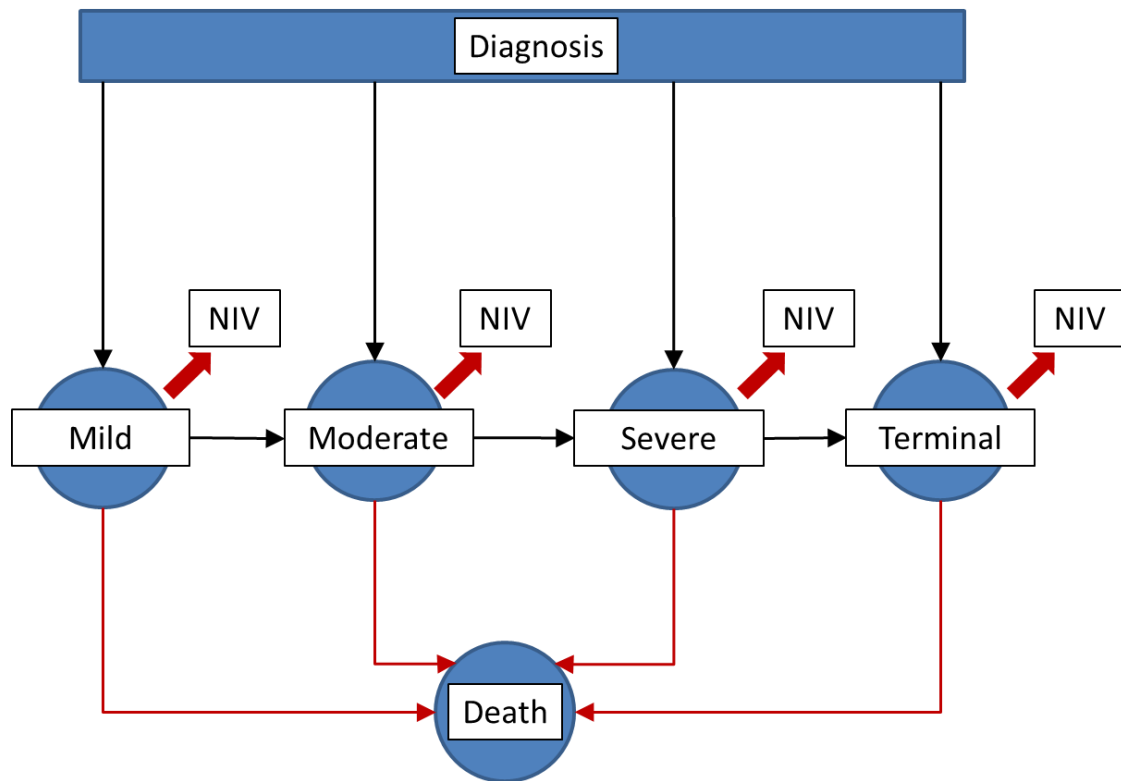 Diagnosis
NIV
NIV
NIV
NIV
Mild
Moderate
Severe
Terminal
Death